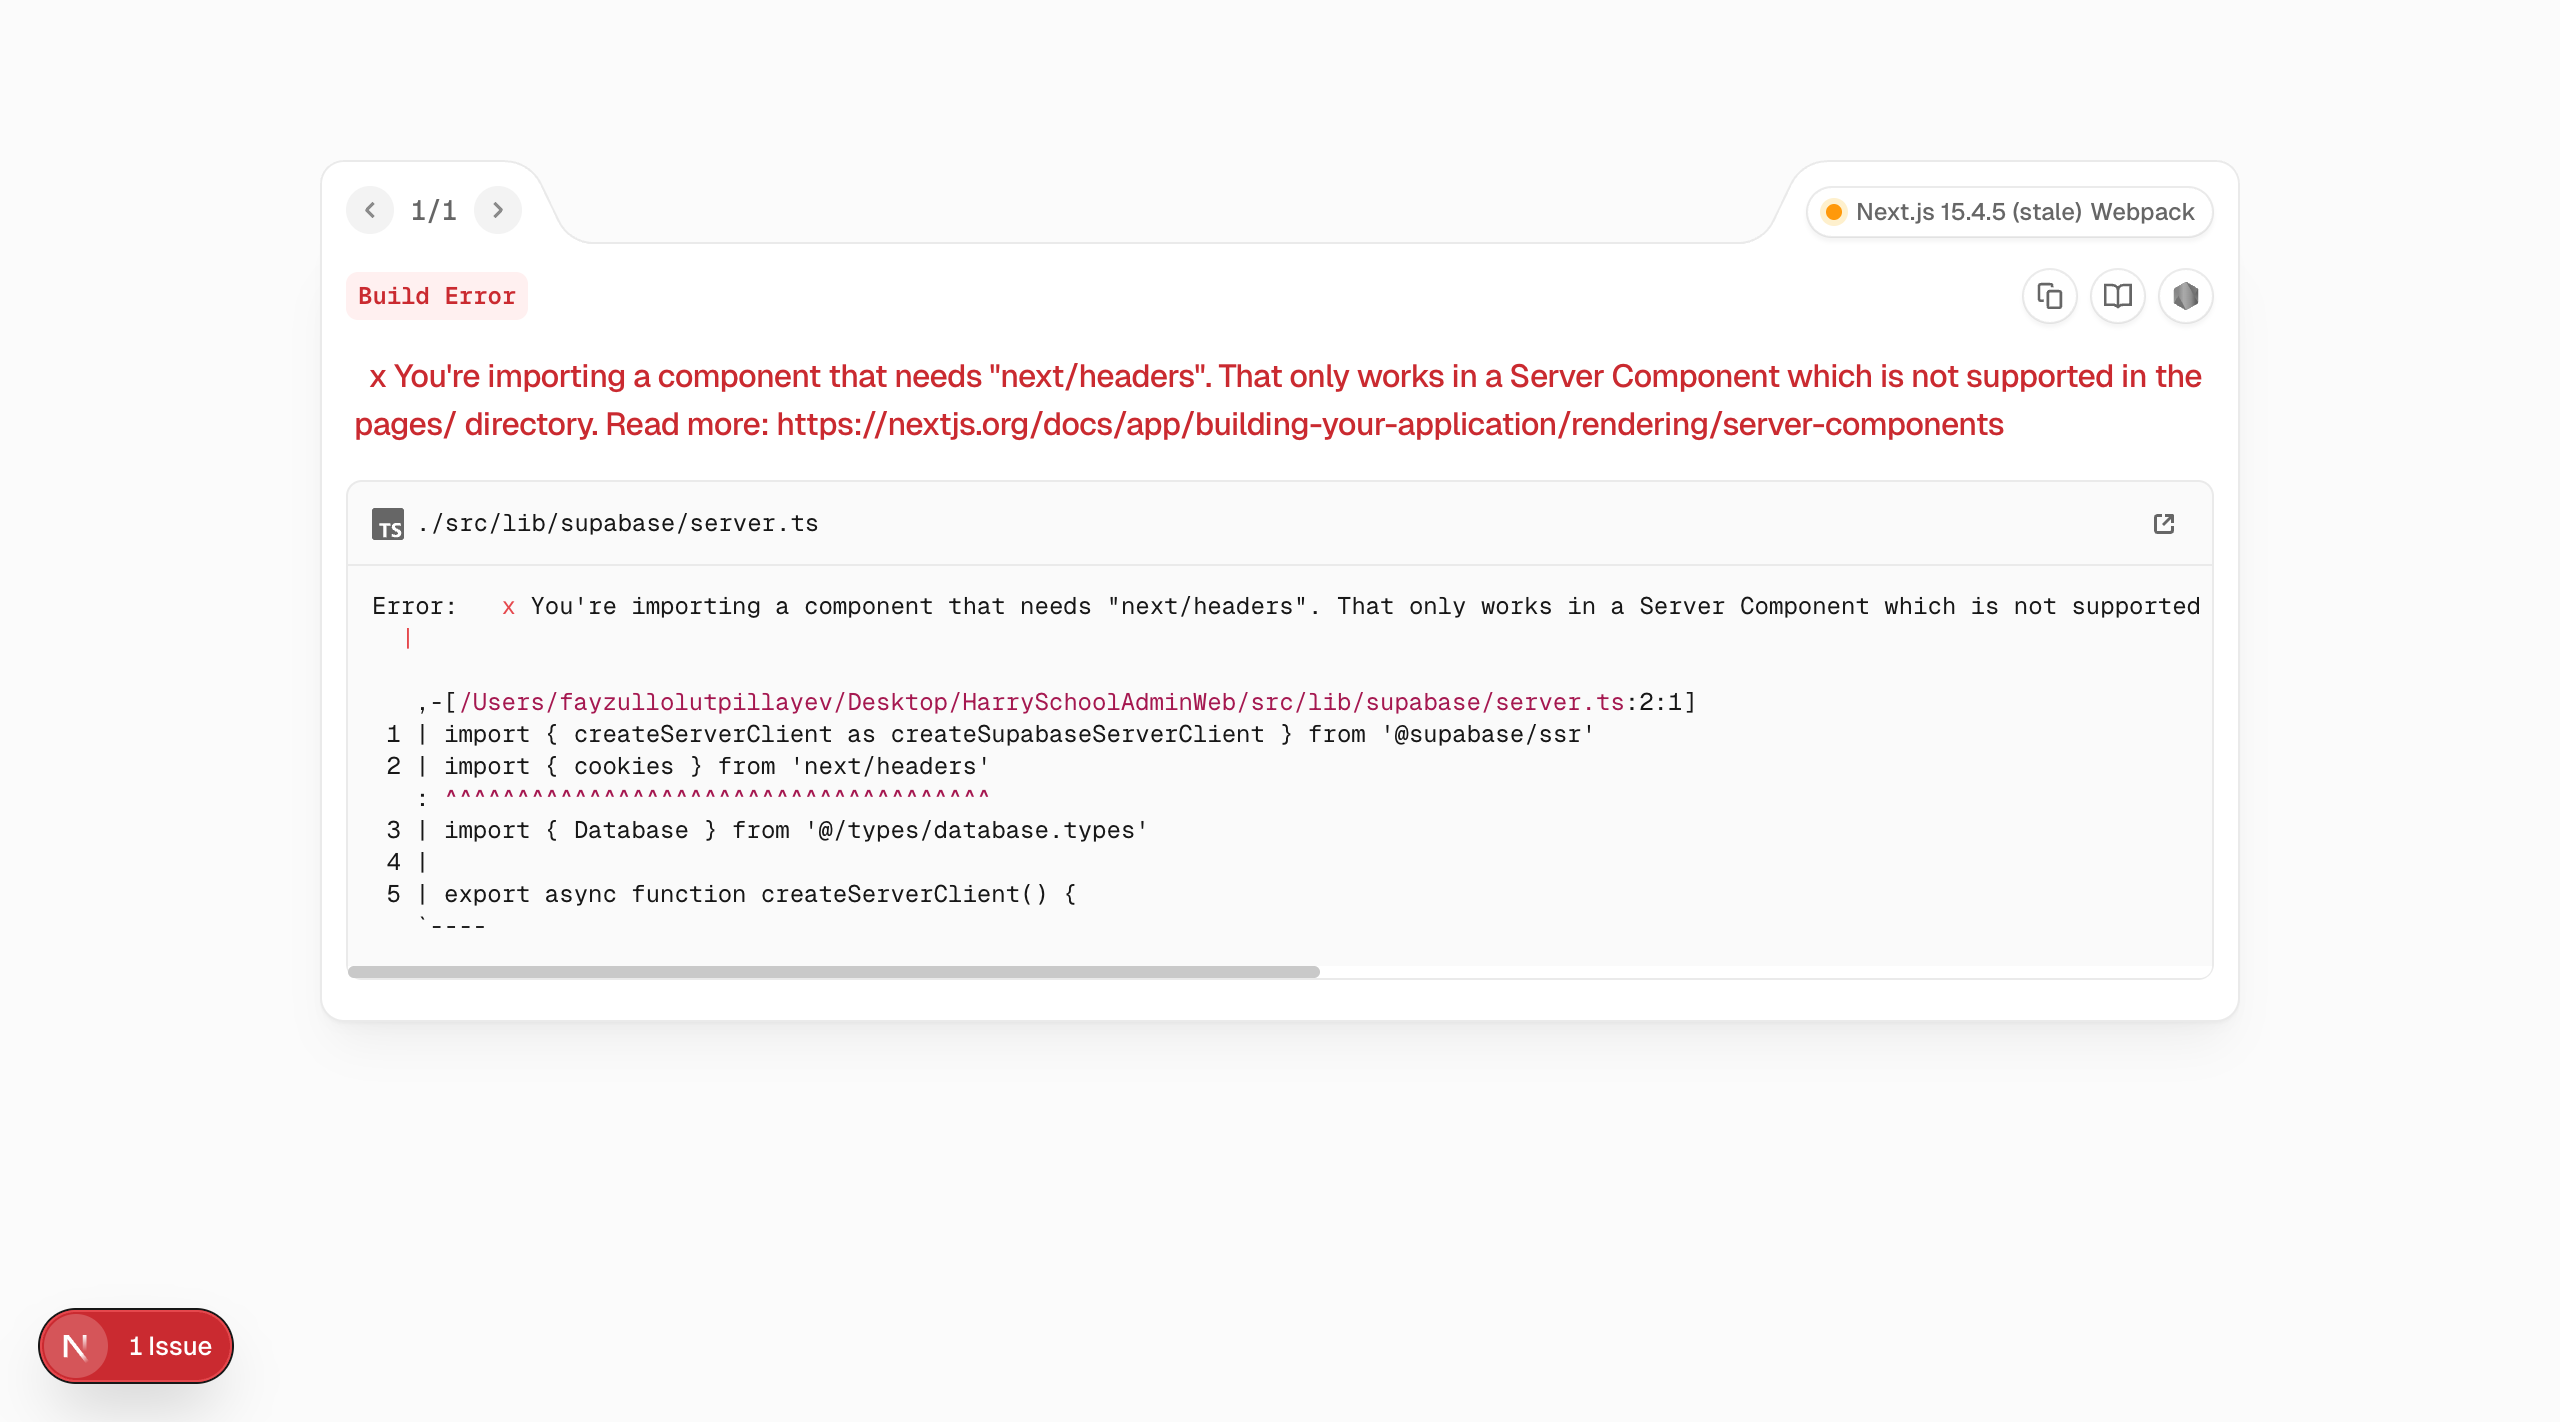 1/1
Next.js 15.4.5 (stale) Webpack
Build Error
x You're importing a component that needs "next/headers". That only works in a Server Component which is not supported in the
pages/ directory. Read more: https://nextjs.org/docs/app/building-your-application/rendering/server-components
TS ./src/lib/supabase/server.ts
Error:   x You're importing a component that needs "next/headers". That only works in a Server Component which is not supported
|
,-[/Users/fayzullolutpillayev/Desktop/HarrySchoolAdminWeb/src/lib/supabase/server.ts:2:1]
1 | import { createServerClient as createSupabaseServerClient } from '@supabase/ssr'
2 | import { cookies } from 'next/headers'
: ^^^^^^^^^^^^^^^^^^^^^^^^^^^^^^^^^^^^^^
3 | import { Database } from '@/types/database.types'
4 |
5 | export async function createServerClient() {
`----
N 1 Issue